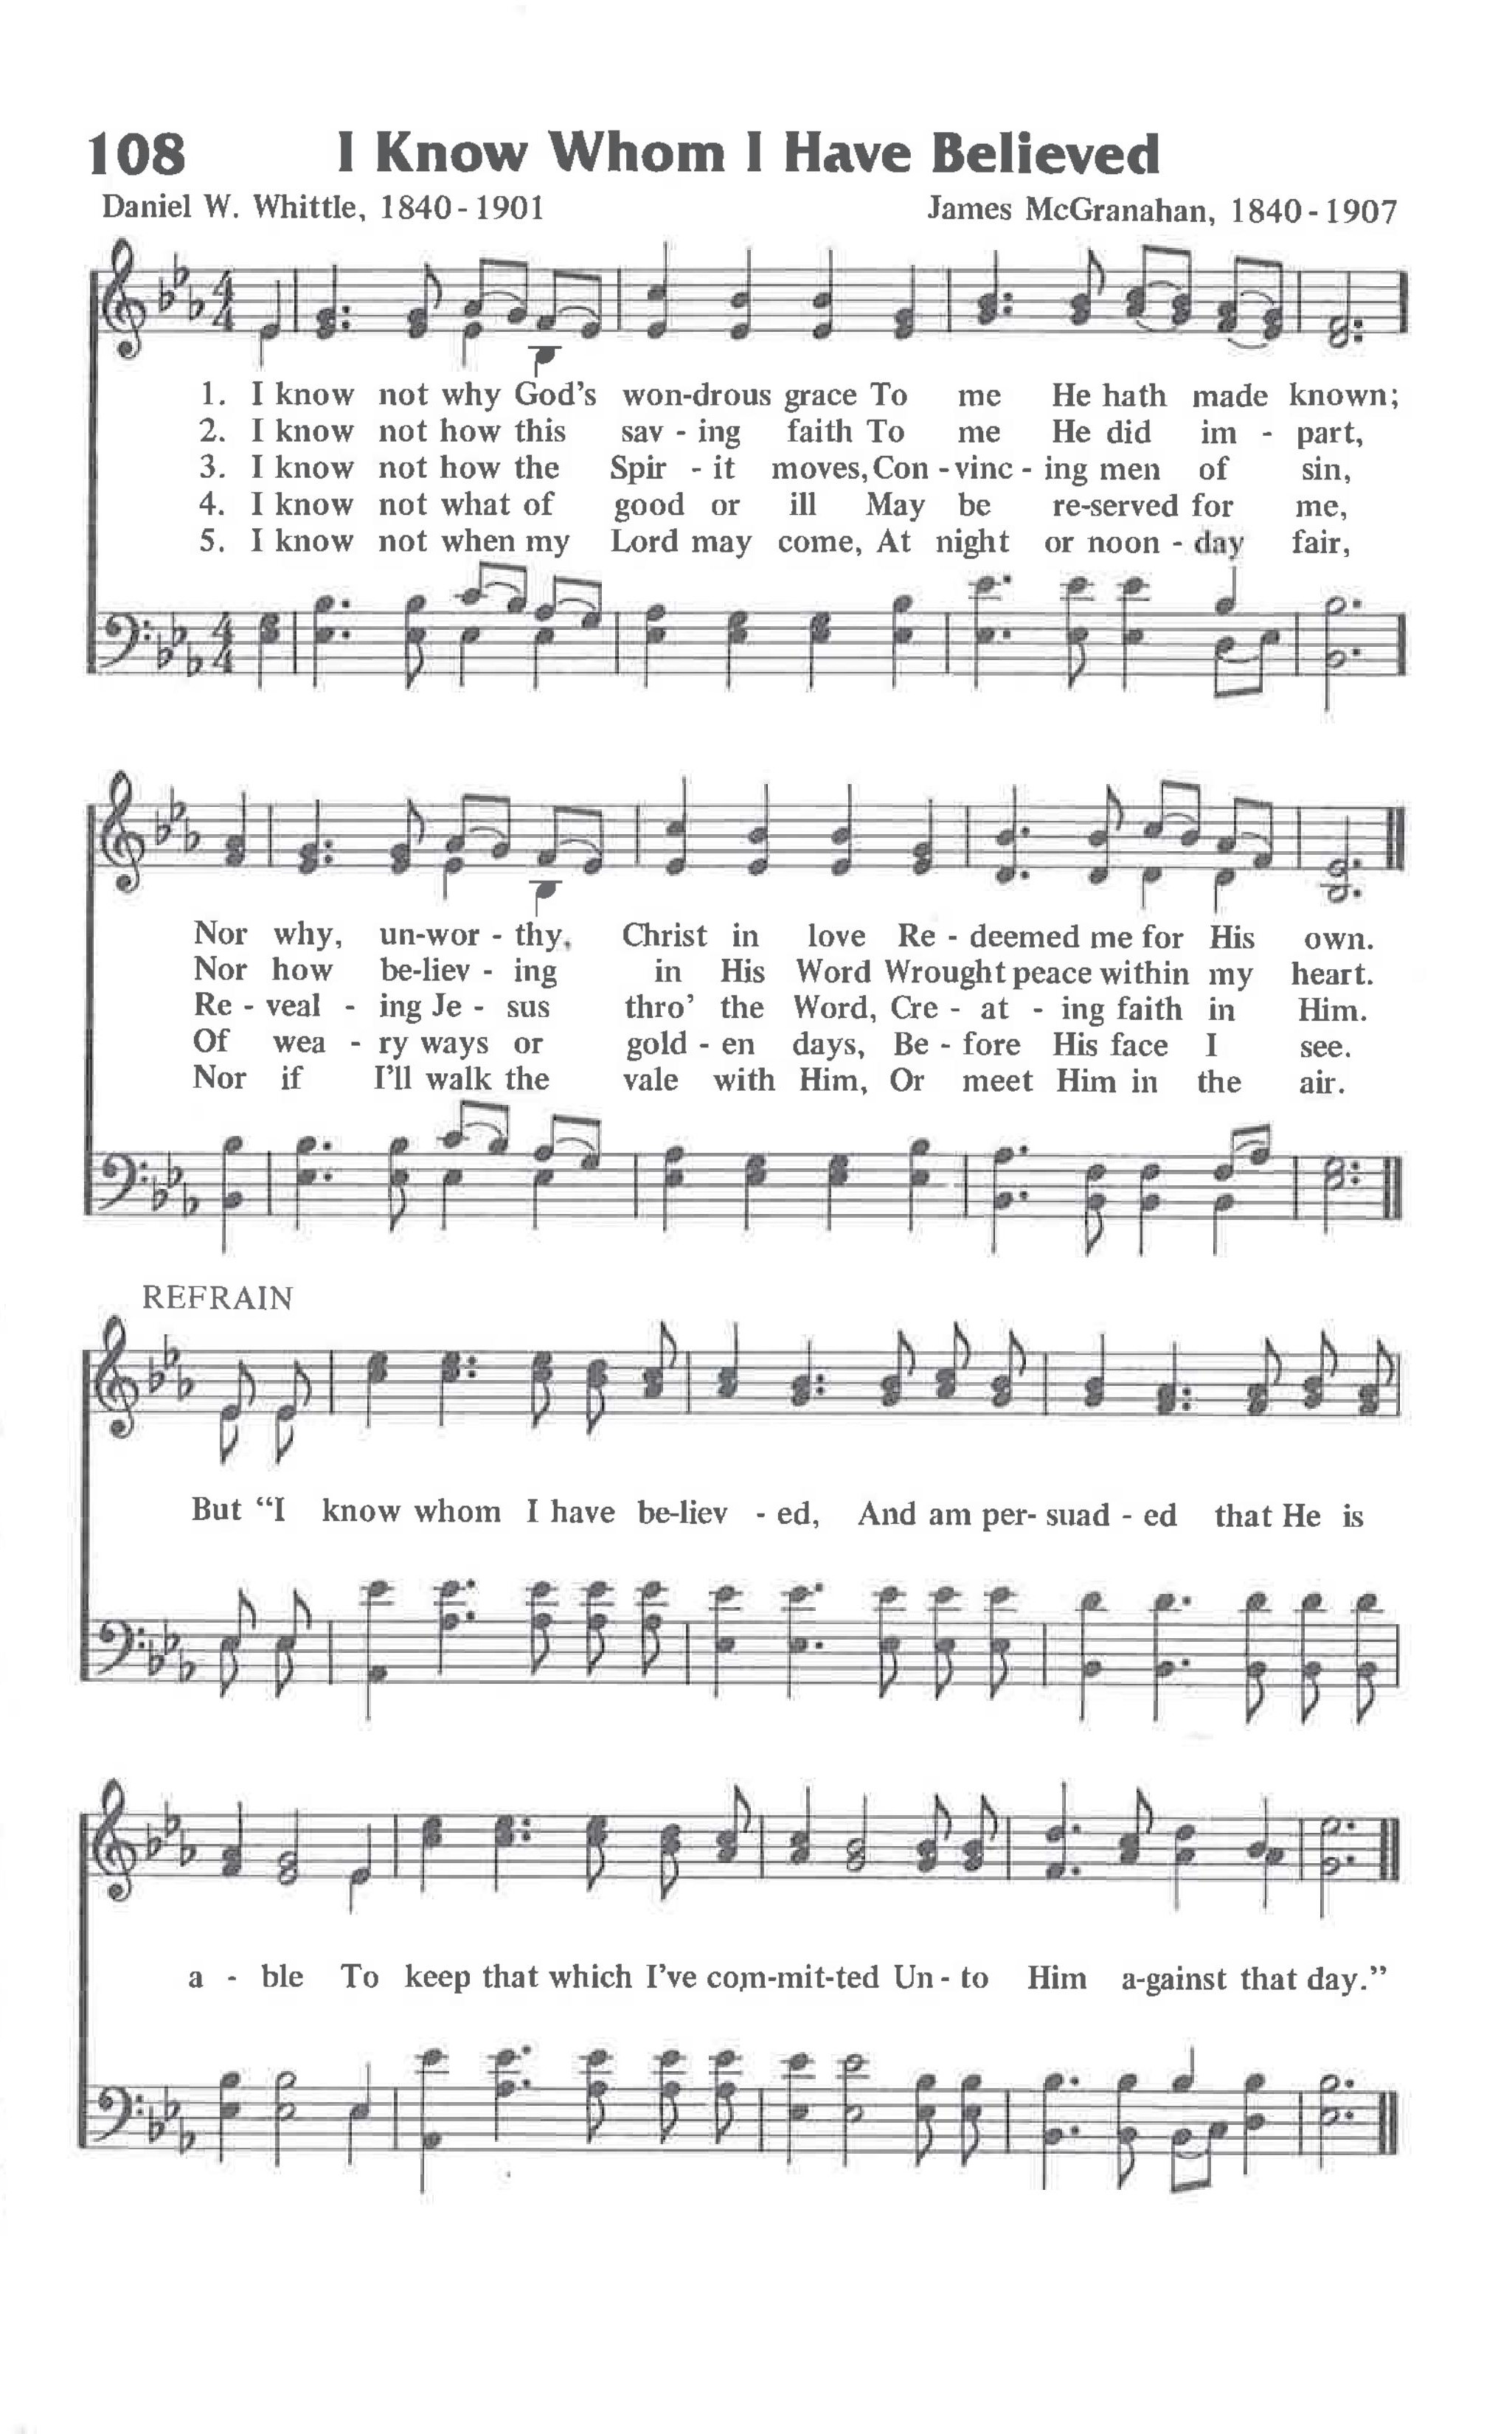 108 I Know Whom I Have Believed
Daniel W. Whittle, 1840-1901 James McGranahan, 1840-1907
1. I know not why God's won-drous grace To me He hath made known;
2. I know not how this sav - ing faith To me He did im - part,
3. I know not how the Spir - it moves, Con - vinc - ing men of sin,
4. I know not what of good or ill May be re-served for me,
5. I know not when my Lord may come, At night or noon - day fair,
Nor why, un-wor - thy, Christ in love Re - deemed me for His own.
Nor how be-liev - ing in His Word Wrought peace within my heart.
Re - veal - ing Je - sus thro' the Word, Cre - at - ing faith in Him.
Of wea - ry ways or gold - en days, Be - fore His face I see.
Nor if I'll walk the vale with Him, Or meet Him in the air.
REFRAIN
But "I know whom I have be-liev - ed, And am per- suad - ed that He is
a - ble To keep that which I've com-mit-ted Un - to Him a-gainst that day."